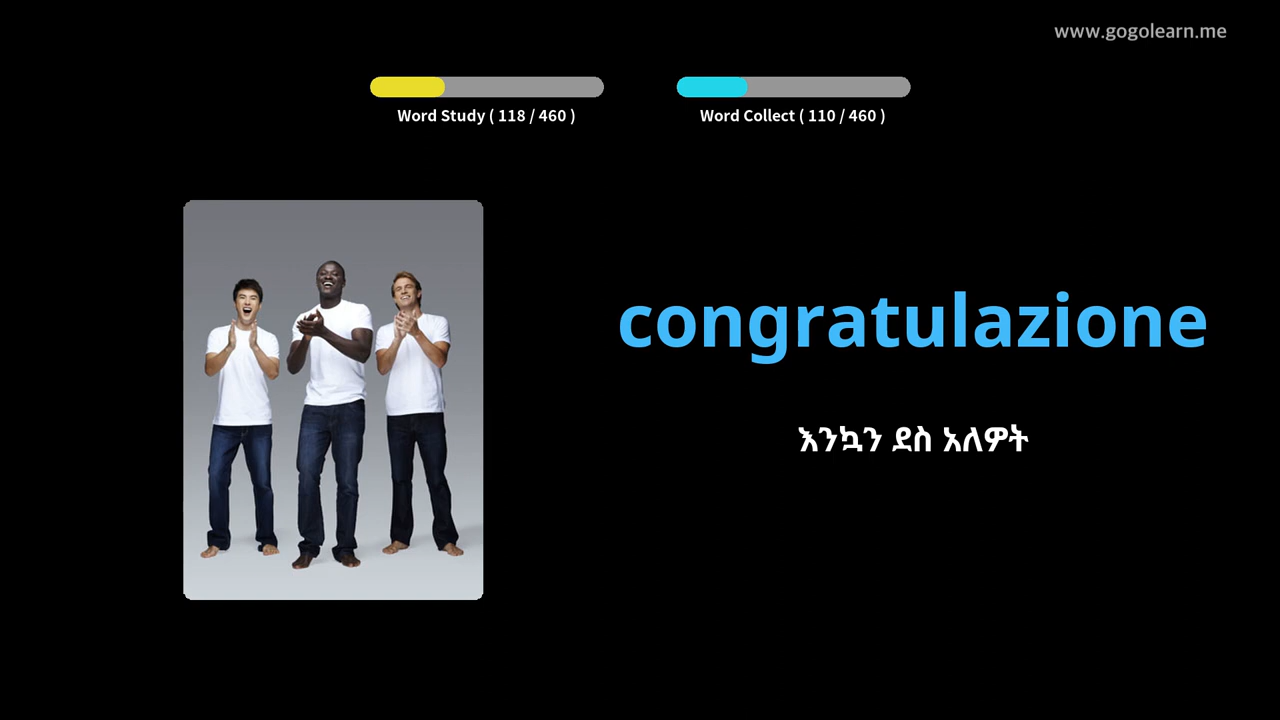 www.gogolearn.me
Word Study ( 118 / 460 )
Word Collect ( 110 / 460 )
congratulazione
እንኳን ደስ አለዎት